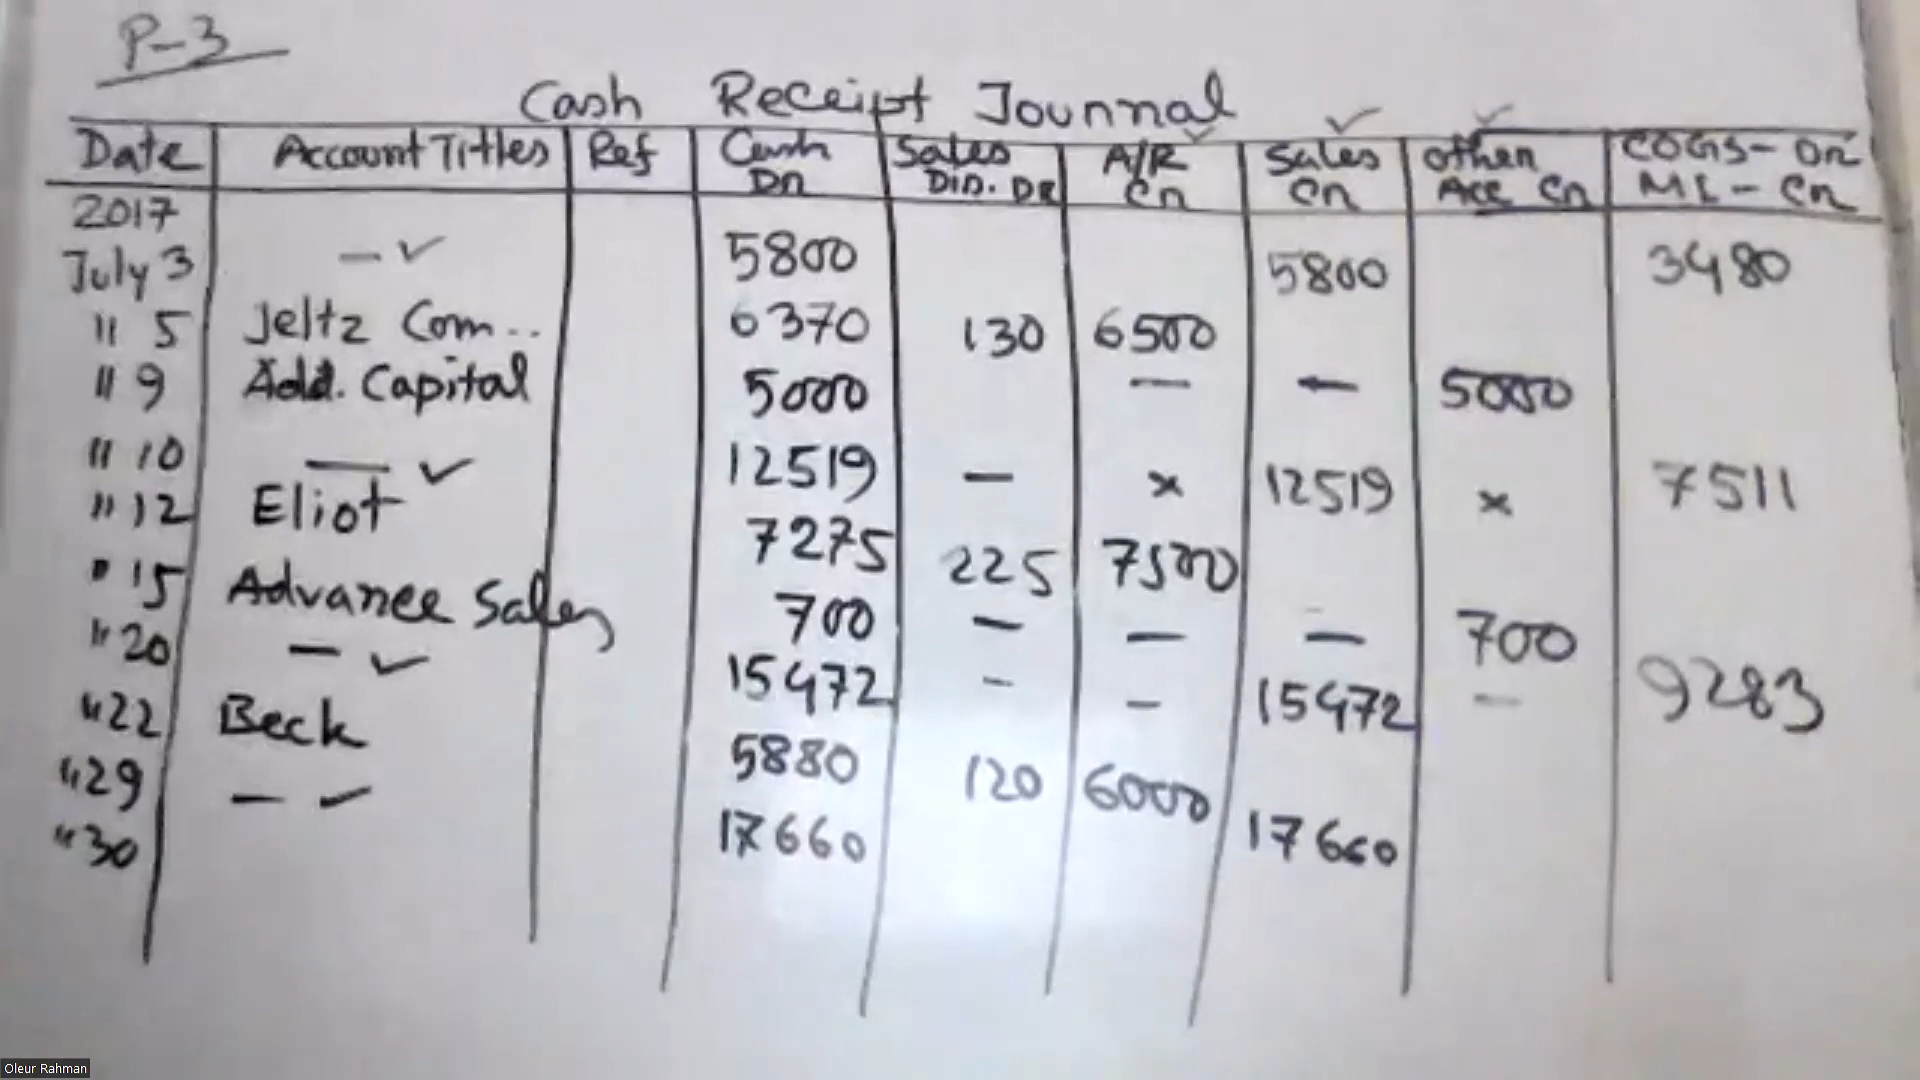 P-3
Cash Receipt Journal
Date | Account Titles | Ref | Cash Dr | Sales Dis. DR | A/R Cr | Sales Cr | Other Acc Cr | COGS-Dr MI-Cr
2017
July 3 | — ✓ | | 5800 | | | 5800 | | 3480
" 5 | Jeltz Com.. | | 6370 | 130 | 6500
" 9 | Add. Capital | | 5000 | | — | — | 5000
" 10 | — ✓ | | 12519 | — | × | 12519 | × | 7511
" 12 | Eliot | | 7275 | 225 | 7500
" 15 | Advance Sales | | 700 | — | — | — | 700
" 20 | — ✓ | | 15472 | - | - | 15472 | - | 9283
" 22 | Beck | | 5880 | 120 | 6000
" 29 | — ✓ | | 17660 | | | 17660
" 30
Oleur Rahman